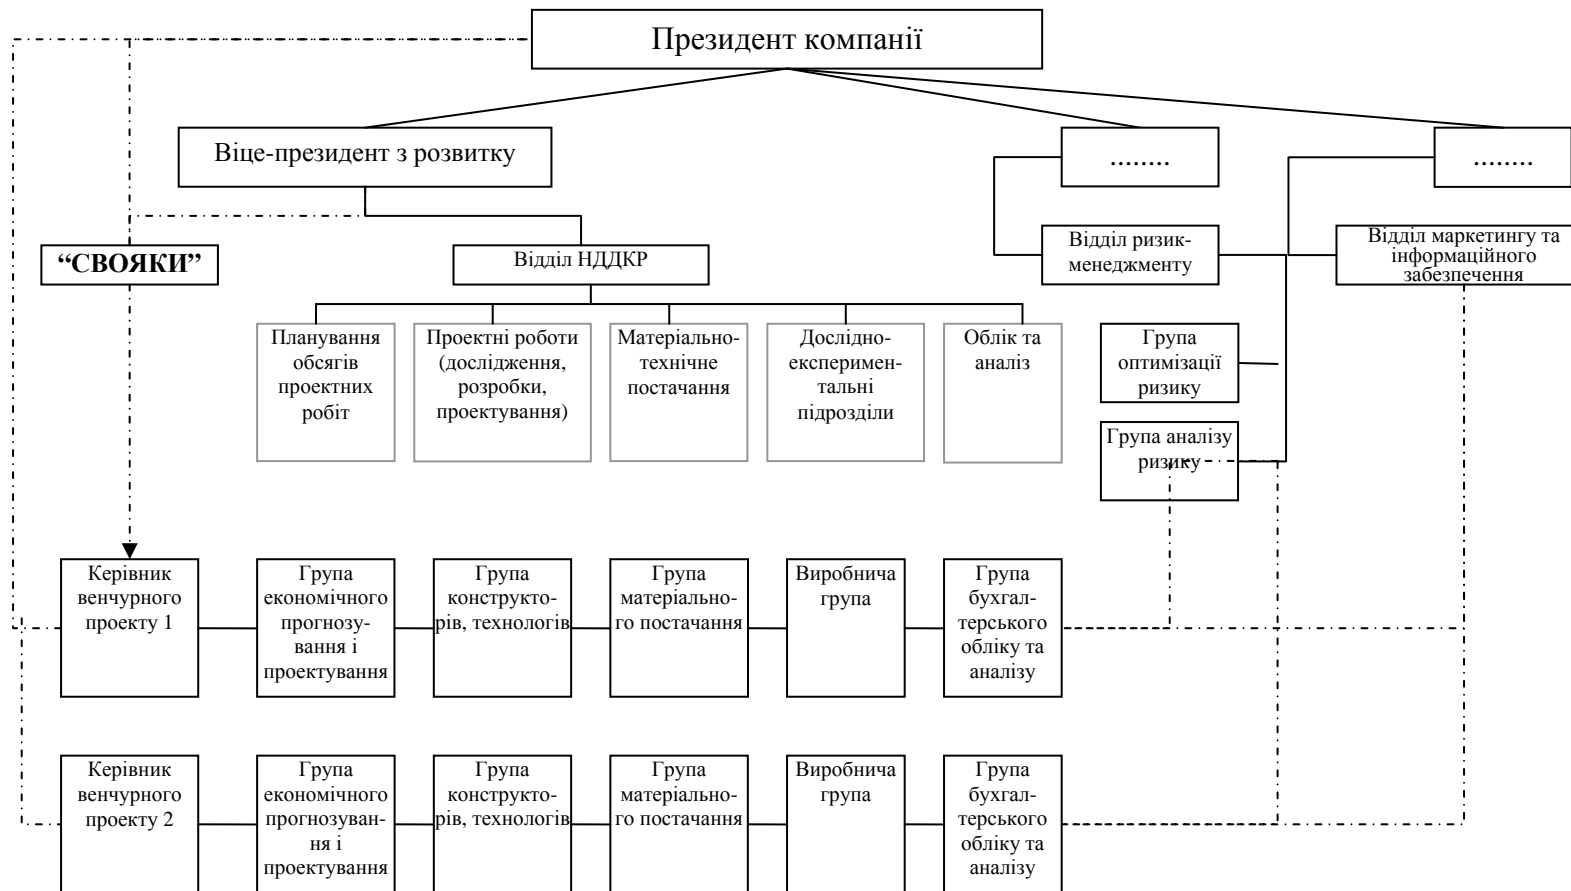 Президент компанії
Віце-президент з розвитку
........
........
“СВОЯКИ”
Відділ НДДКР
Відділ ризик-
менеджменту
Відділ маркетингу та
інформаційного
забезпечення
Планування
обсягів
проектних
робіт
Проектні роботи
(дослідження,
розробки,
проектування)
Матеріально-
технічне
постачання
Дослідно-
експеримен-
тальні
підрозділи
Облік та
аналіз
Група
оптимізації
ризику
Група аналізу
ризику
Керівник
венчурного
проекту 1
Група
економічного
прогнозу-
вання і
проектування
Група
конструкто-
рів, технологів
Група
матеріально-
го постачання
Виробнича
група
Група
бухгал-
терського
обліку та
аналізу
Керівник
венчурного
проекту 2
Група
економічного
прогнозуван-
ня і
проектування
Група
конструкто-
рів, технологів
Група
матеріально-
го постачання
Виробнича
група
Група
бухгал-
терського
обліку та
аналізу